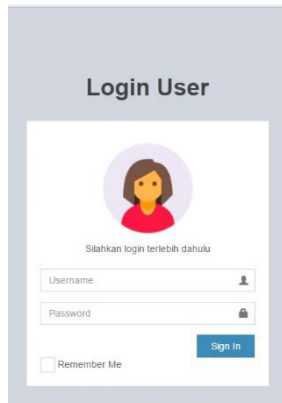 Login User
Silahkan login terlebih dahulu
Username
Password
Sign In
Remember Me